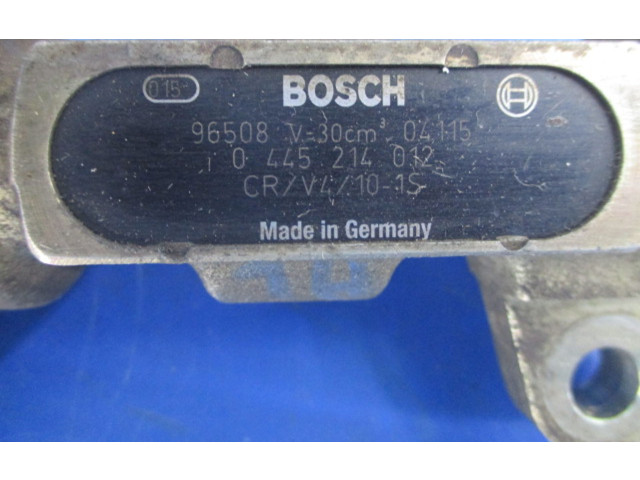 015 BOSCH
96508 V=30cm³ 04115
0 445 214 012
CR/V4/10-1S
Made in Germany